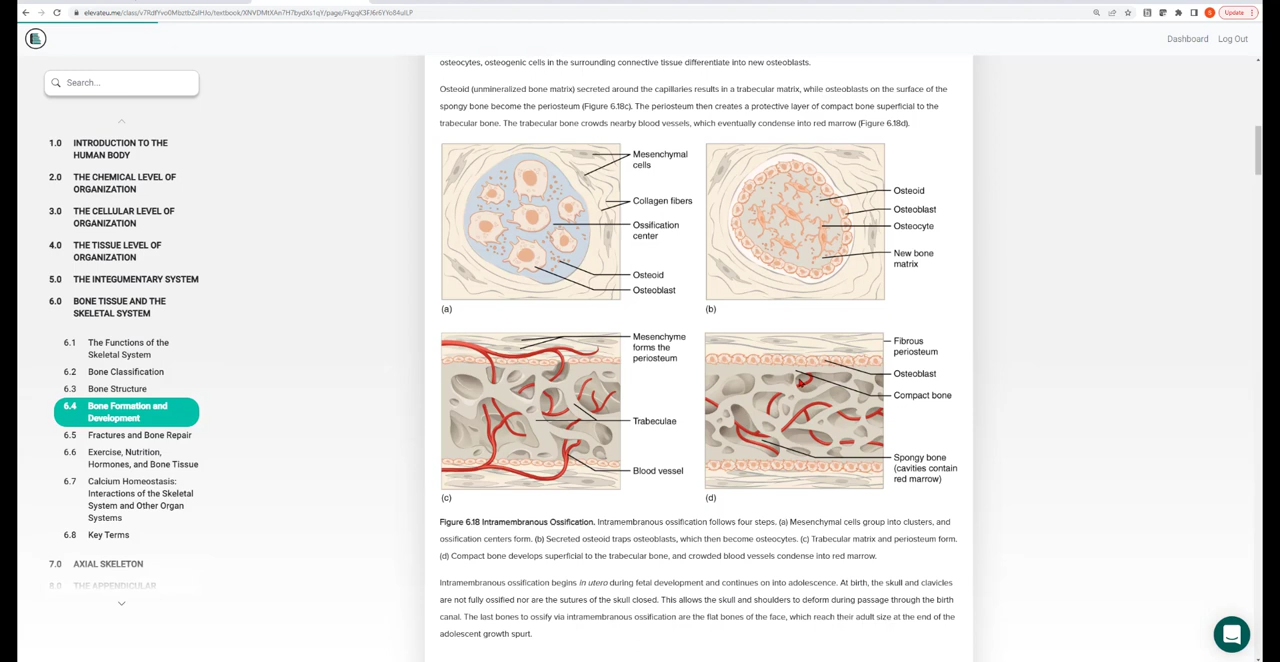 elevateu.me/class/v7RdfYvo0MbztbZslHJo/textbook/XNVDMtXAn7H7bydXs1qY/page/FkgqK3FJ6r6YYo84ulLP
Update
Dashboard Log Out
Search...
1.0 INTRODUCTION TO THE
HUMAN BODY
2.0 THE CHEMICAL LEVEL OF
ORGANIZATION
3.0 THE CELLULAR LEVEL OF
ORGANIZATION
4.0 THE TISSUE LEVEL OF
ORGANIZATION
5.0 THE INTEGUMENTARY SYSTEM
6.0 BONE TISSUE AND THE
SKELETAL SYSTEM
6.1 The Functions of the
Skeletal System
6.2 Bone Classification
6.3 Bone Structure
6.4 Bone Formation and
Development
6.5 Fractures and Bone Repair
6.6 Exercise, Nutrition,
Hormones, and Bone Tissue
6.7 Calcium Homeostasis:
Interactions of the Skeletal
System and Other Organ
Systems
6.8 Key Terms
7.0 AXIAL SKELETON
8.0 THE APPENDICULAR
osteocytes, osteogenic cells in the surrounding connective tissue differentiate into new osteoblasts.
Osteoid (unmineralized bone matrix) secreted around the capillaries results in a trabecular matrix, while osteoblasts on the surface of the
spongy bone become the periosteum (Figure 6.18c). The periosteum then creates a protective layer of compact bone superficial to the
trabecular bone. The trabecular bone crowds nearby blood vessels, which eventually condense into red marrow (Figure 6.18d).
Mesenchymal
cells
Collagen fibers
Ossification
center
Osteoid
Osteoblast
(a)
Osteoid
Osteoblast
Osteocyte
New bone
matrix
(b)
Mesenchyme
forms the
periosteum
Trabeculae
Blood vessel
(c)
Fibrous
periosteum
Osteoblast
Compact bone
Spongy bone
(cavities contain
red marrow)
(d)
Figure 6.18 Intramembranous Ossification. Intramembranous ossification follows four steps. (a) Mesenchymal cells group into clusters, and
ossification centers form. (b) Secreted osteoid traps osteoblasts, which then become osteocytes. (c) Trabecular matrix and periosteum form.
(d) Compact bone develops superficial to the trabecular bone, and crowded blood vessels condense into red marrow.
Intramembranous ossification begins in utero during fetal development and continues on into adolescence. At birth, the skull and clavicles
are not fully ossified nor are the sutures of the skull closed. This allows the skull and shoulders to deform during passage through the birth
canal. The last bones to ossify via intramembranous ossification are the flat bones of the face, which reach their adult size at the end of the
adolescent growth spurt.